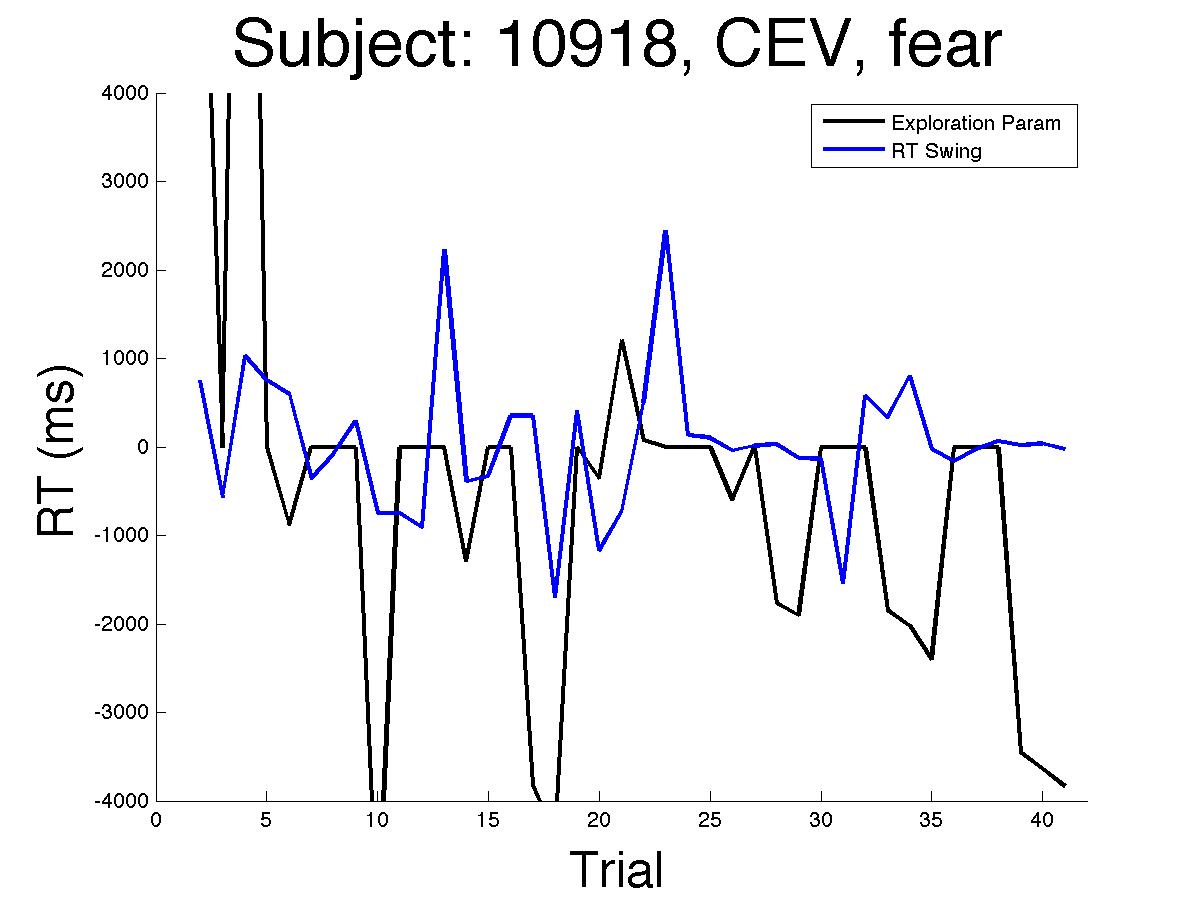 Subject: 10918, CEV, fear
Exploration Param
RT Swing
4000
3000
2000
1000
0
-1000
-2000
-3000
-4000
RT (ms)
0 5 10 15 20 25 30 35 40
Trial